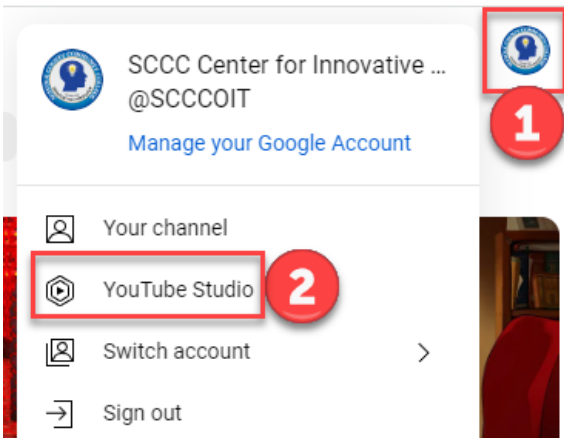 SCCC Center for Innovative ...
@SCCCOIT
1
Manage your Google Account
Your channel
YouTube Studio
2
Switch account
Sign out